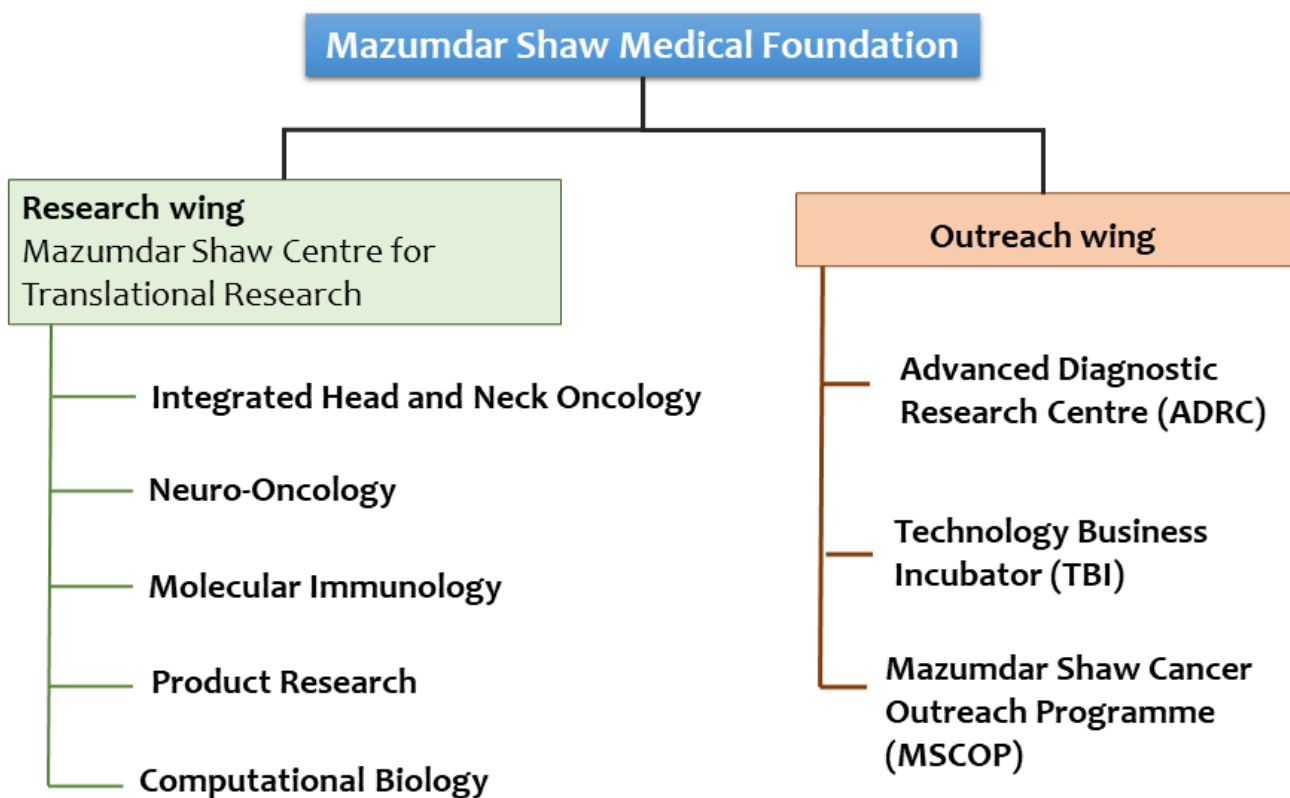 Mazumdar Shaw Medical Foundation
Research wing
Mazumdar Shaw Centre for
Translational Research
Integrated Head and Neck Oncology
Neuro-Oncology
Molecular Immunology
Product Research
Computational Biology
Outreach wing
Advanced Diagnostic
Research Centre (ADRC)
Technology Business
Incubator (TBI)
Mazumdar Shaw Cancer
Outreach Programme
(MSCOP)